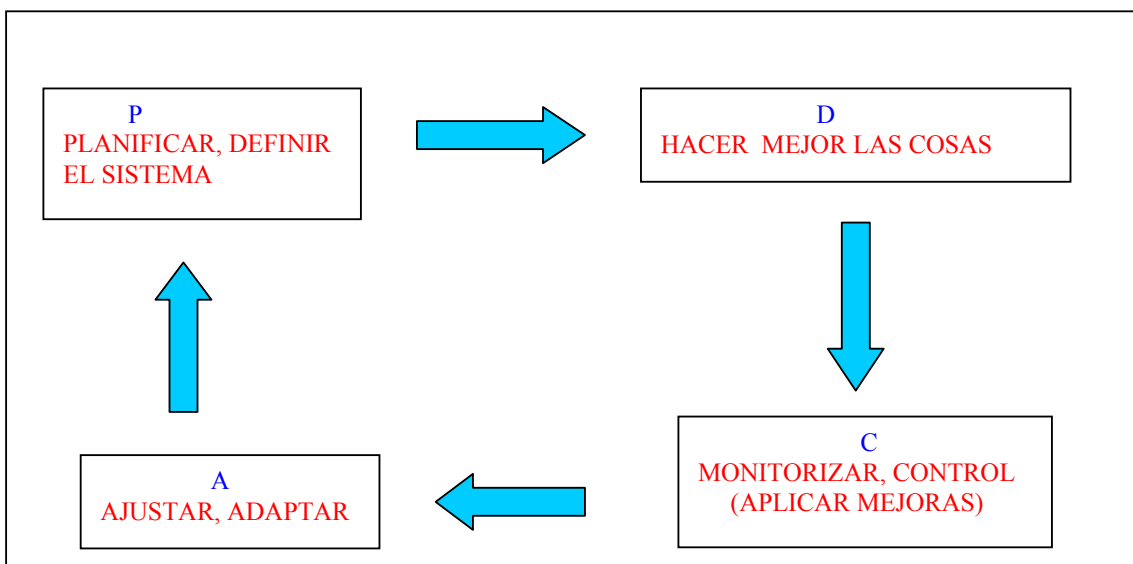 P
PLANIFICAR, DEFINIR
EL SISTEMA
D
HACER MEJOR LAS COSAS
C
MONITORIZAR, CONTROL
(APLICAR MEJORAS)
A
AJUSTAR, ADAPTAR